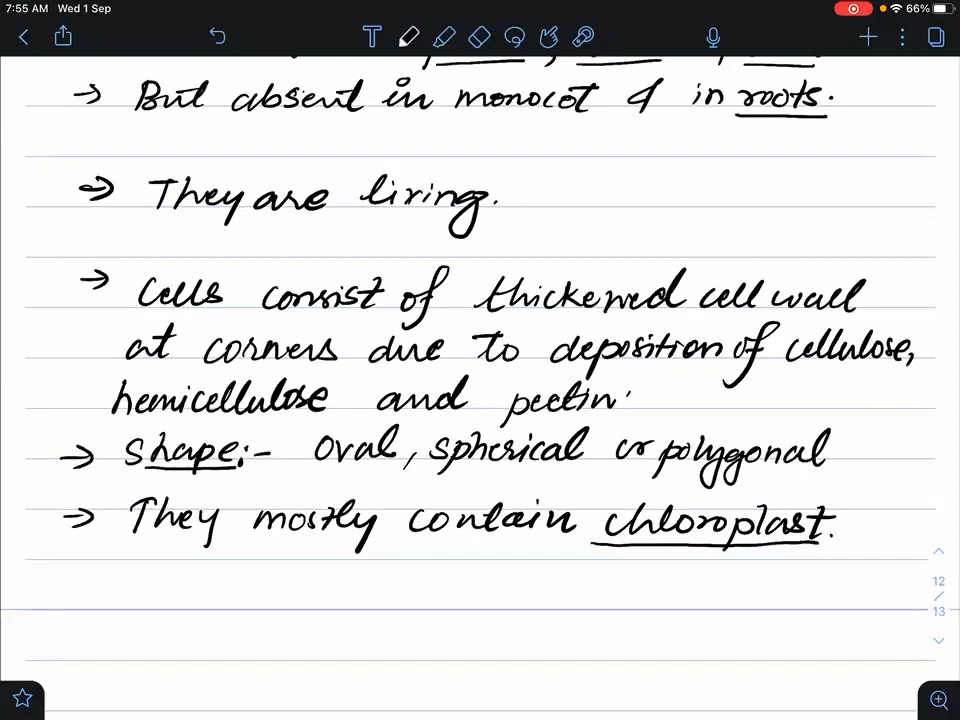 7:55 AM Wed 1 Sep
66%
→ But absent in monocot & in roots.
⇒ They are living.
→ Cells consist of thickened cell wall
at corners due to deposition of cellulose,
hemicellulose and pectin.
→ Shape:- Oval, spherical or polygonal
→ They mostly contain chloroplast.
12
/
13